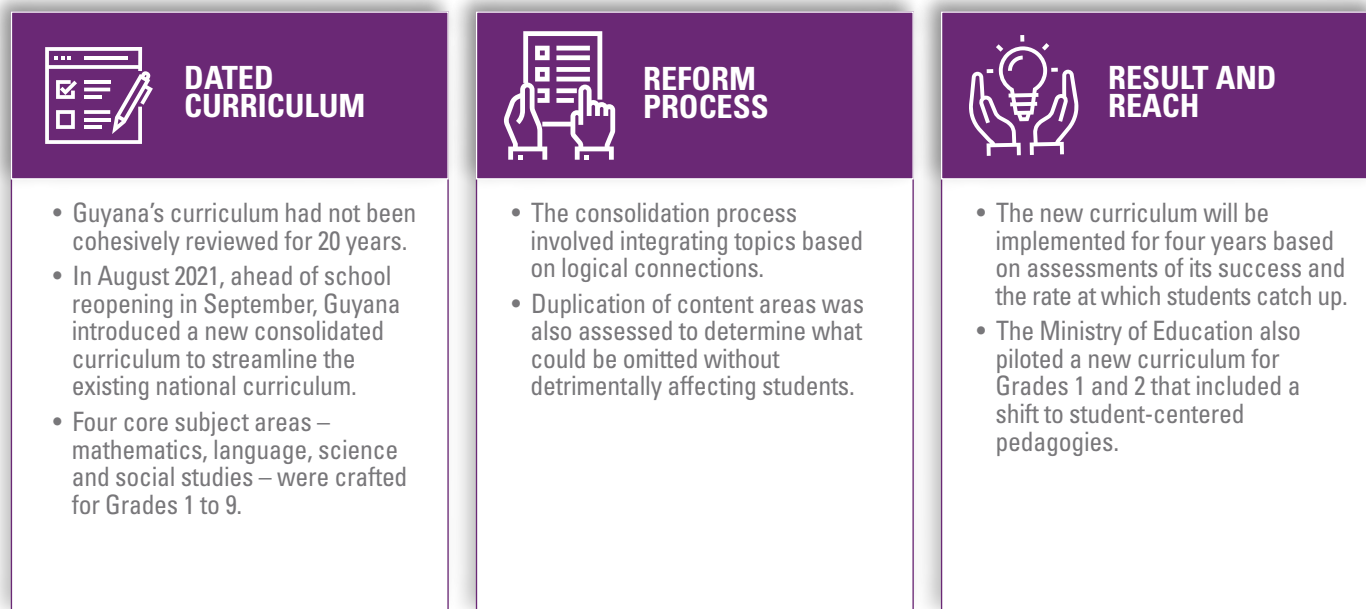 DATED
CURRICULUM
• Guyana’s curriculum had not been
cohesively reviewed for 20 years.
• In August 2021, ahead of school
reopening in September, Guyana
introduced a new consolidated
curriculum to streamline the
existing national curriculum.
• Four core subject areas –
mathematics, language, science
and social studies – were crafted
for Grades 1 to 9.
REFORM
PROCESS
• The consolidation process
involved integrating topics based
on logical connections.
• Duplication of content areas was
also assessed to determine what
could be omitted without
detrimentally affecting students.
RESULT AND
REACH
• The new curriculum will be
implemented for four years based
on assessments of its success and
the rate at which students catch up.
• The Ministry of Education also
piloted a new curriculum for
Grades 1 and 2 that included a
shift to student-centered
pedagogies.